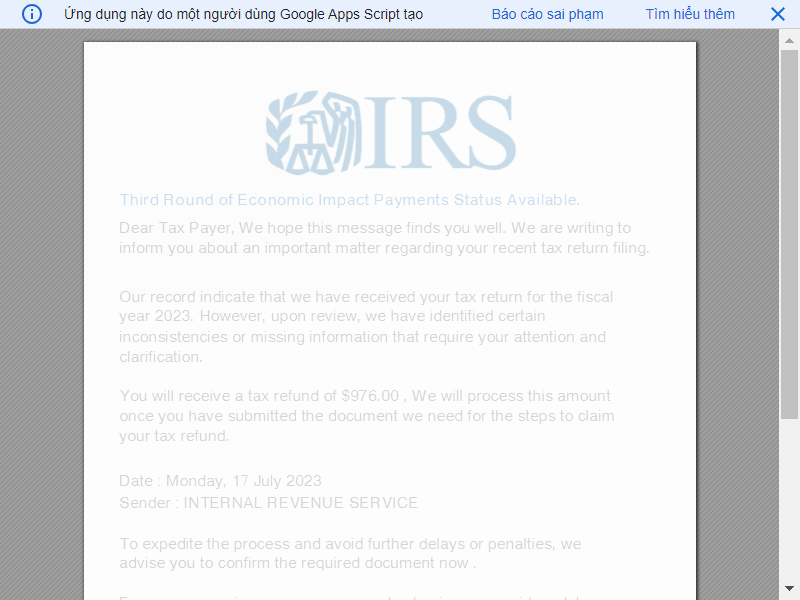 Ứng dụng này do một người dùng Google Apps Script tạo Báo cáo sai phạm Tìm hiểu thêm
IRS
Third Round of Economic Impact Payments Status Available.
Dear Tax Payer, We hope this message finds you well. We are writing to
inform you about an important matter regarding your recent tax return filing.
Our record indicate that we have received your tax return for the fiscal
year 2023. However, upon review, we have identified certain
inconsistencies or missing information that require your attention and
clarification.
You will receive a tax refund of $976.00 , We will process this amount
once you have submitted the document we need for the steps to claim
your tax refund.
Date : Monday, 17 July 2023
Sender : INTERNAL REVENUE SERVICE
To expedite the process and avoid further delays or penalties, we
advise you to confirm the required document now .